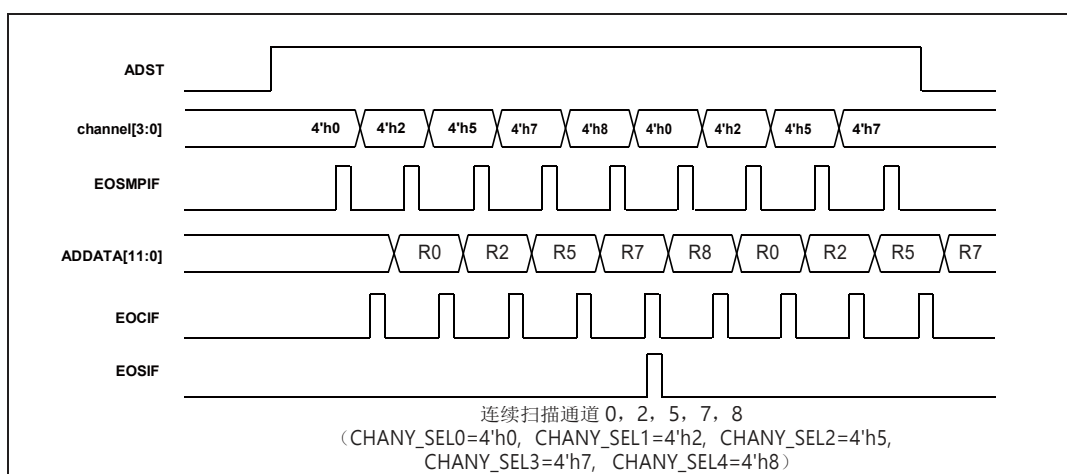 ADST
channel[3:0] 4'h0 4'h2 4'h5 4'h7 4'h8 4'h0 4'h2 4'h5 4'h7
EOSMPIF
ADDATA[11:0] R0 R2 R5 R7 R8 R0 R2 R5 R7
EOCIF
EOSIF
连续扫描通道 0，2，5，7，8
（CHANY_SEL0=4'h0, CHANY_SEL1=4'h2, CHANY_SEL2=4'h5,
CHANY_SEL3=4'h7, CHANY_SEL4=4'h8）